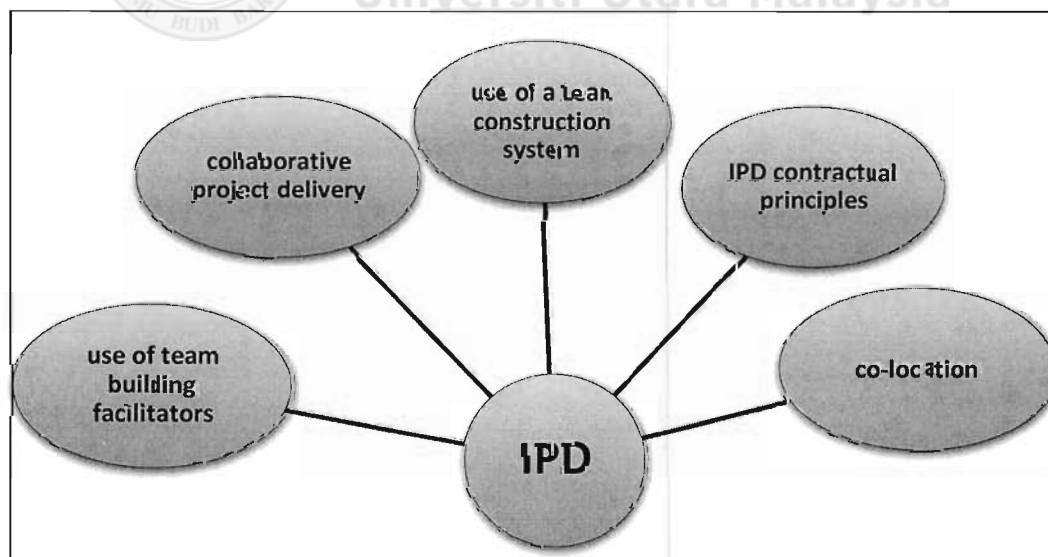 BUDI
Universiti Utara Malaysia
use of a Lean
construction
system
collaborative
project delivery
IPD contractual
principles
use of team
building
facilitators
co-location
IPD